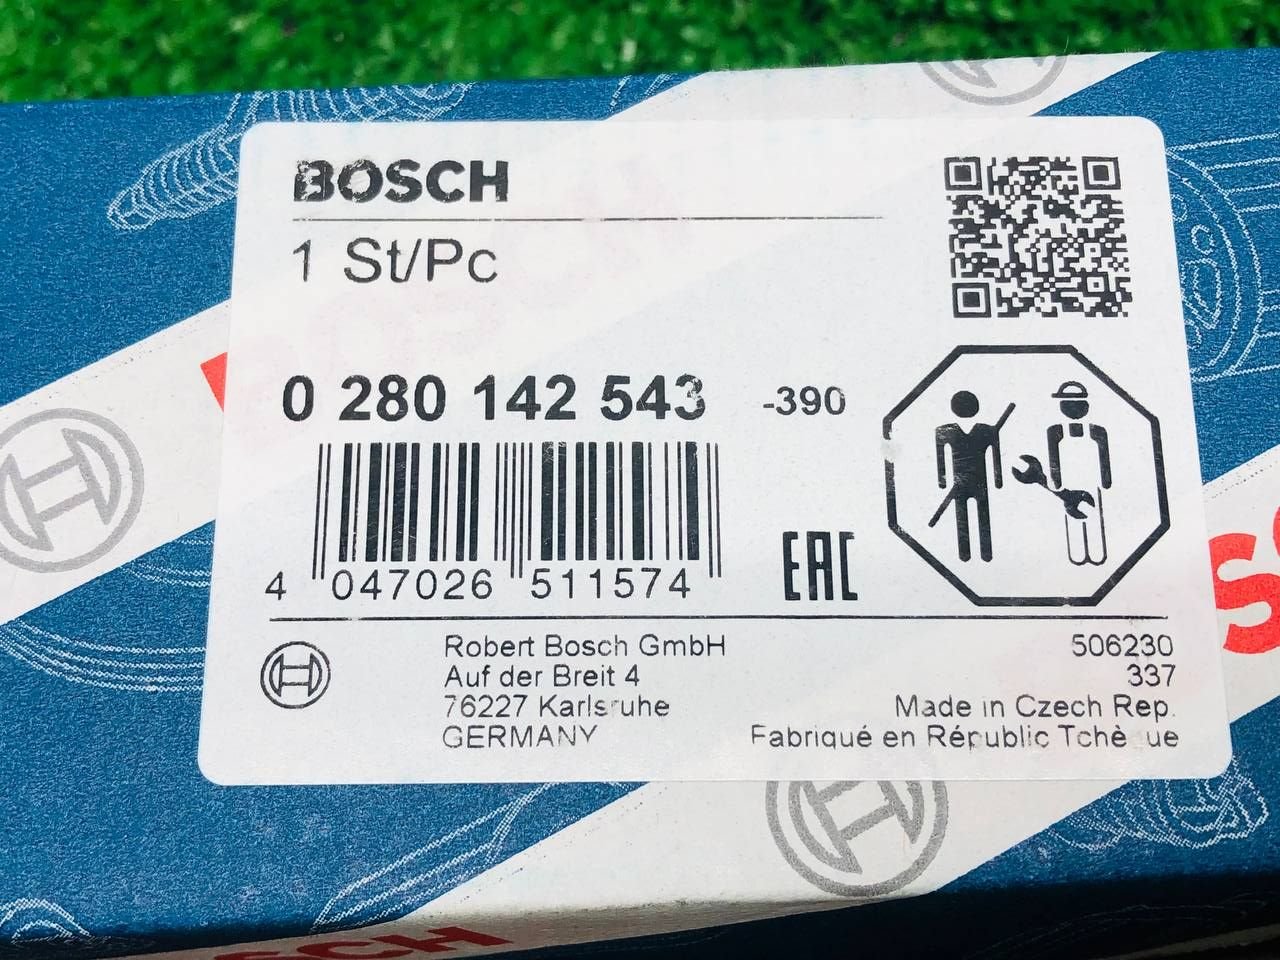 BOSCH
1 St/Pc
0 280 142 543 -390
4 047026 511574
EAC
Robert Bosch GmbH
Auf der Breit 4
76227 Karlsruhe
GERMANY
506230
337
Made in Czech Rep.
Fabriqué en République Tchèque